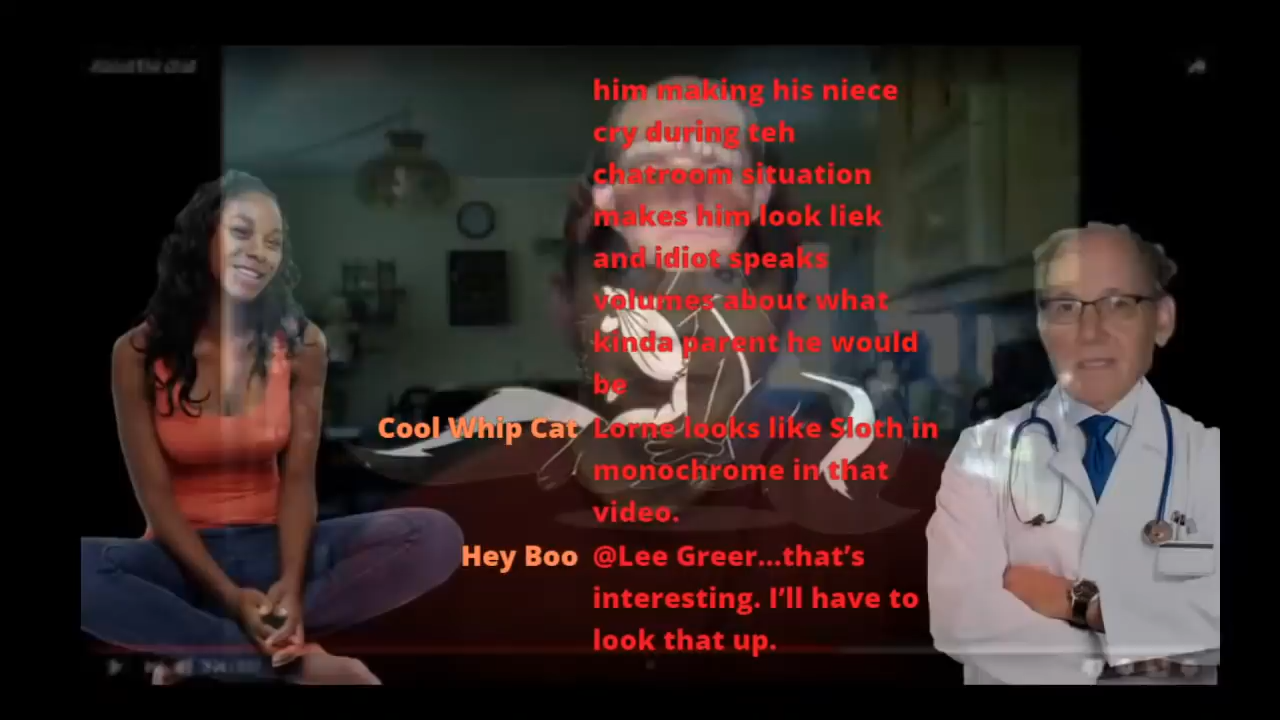 him making his niece
cry during teh
chatroom situation
makes him look liek
and idiot speaks
volumes about what
kinda parent he would
be
Cool Whip Cat Lorne looks like Sloth in
monochrome in that
video.
Hey Boo @Lee Greer...that's
interesting. I'll have to
look that up.